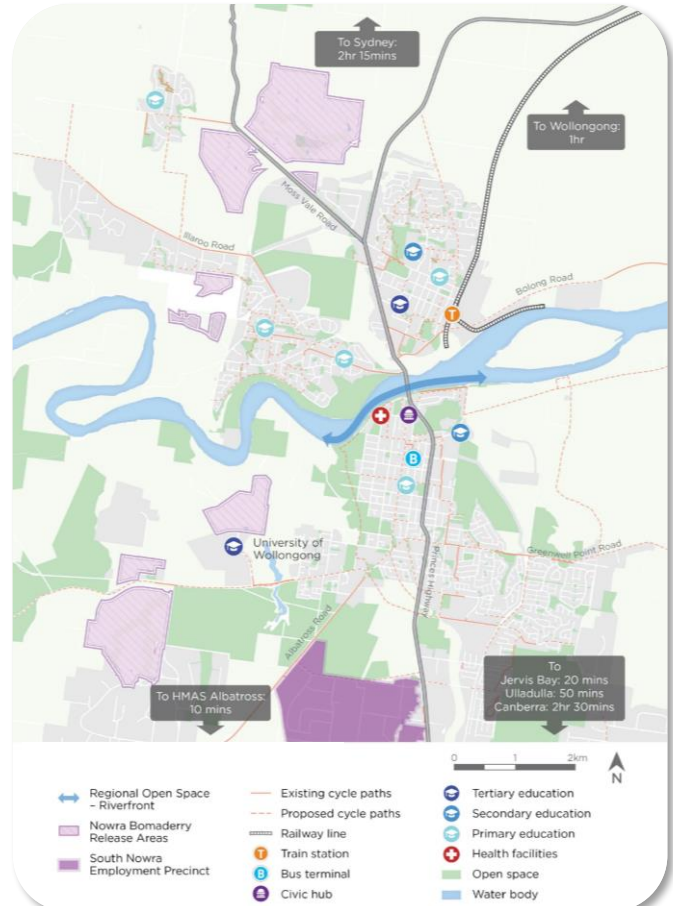 To Sydney:
2hr 15mins
To Wollongong:
1hr
Moss Vale Road
Illaroo Road
Bolong Road
T
B
University of
Wollongong
Princes Highway
Greenwell Point Road
Albatross Road
To HMAS Albatross:
10 mins
To
Jervis Bay: 20 mins
Ulladulla: 50 mins
Canberra: 2hr 30mins
0 1 2km
N
Regional Open Space
– Riverfront
Nowra Bomaderry
Release Areas
South Nowra
Employment Precinct
Existing cycle paths
Proposed cycle paths
Railway line
T Train station
B Bus terminal
Civic hub
Tertiary education
Secondary education
Primary education
Health facilities
Open space
Water body